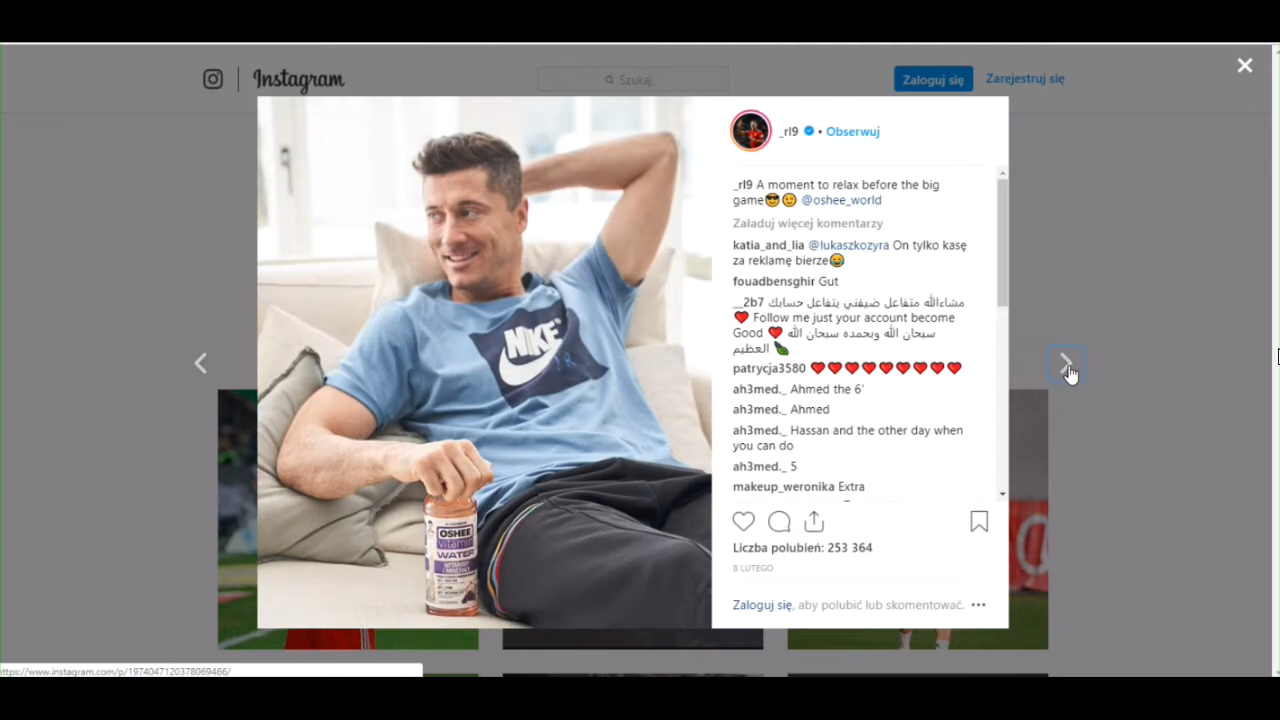 Instagram
Szukaj
Zaloguj się
Zarejestruj się
_rl9 • Obserwuj
_rl9 A moment to relax before the big
game😎🙂 @oshee_world
Załaduj więcej komentarzy
katia_and_lia @lukaszkozyra On tylko kasę
za reklamę bierze😂
fouadbensghir Gut
__2b7 مشاءالله متفاعل ضيفني يتفاعل حسابك
❤️ Follow me just your account become
Good ❤️ سبحان الله وبحمده سبحان الله
العظيم
patrycja3580 ❤️❤️❤️❤️❤️❤️❤️❤️❤️
ah3med._ Ahmed the 6'
ah3med._ Ahmed
ah3med._ Hassan and the other day when
you can do
ah3med._ 5
makeup_weronika Extra
Liczba polubień: 253 364
8 LUTEGO
Zaloguj się, aby polubić lub skomentować.
NIKE
OSHEE
vitamin
WATER
WITAMINY
I MINERAŁY
https://www.instagram.com/p/1974047120378069466/